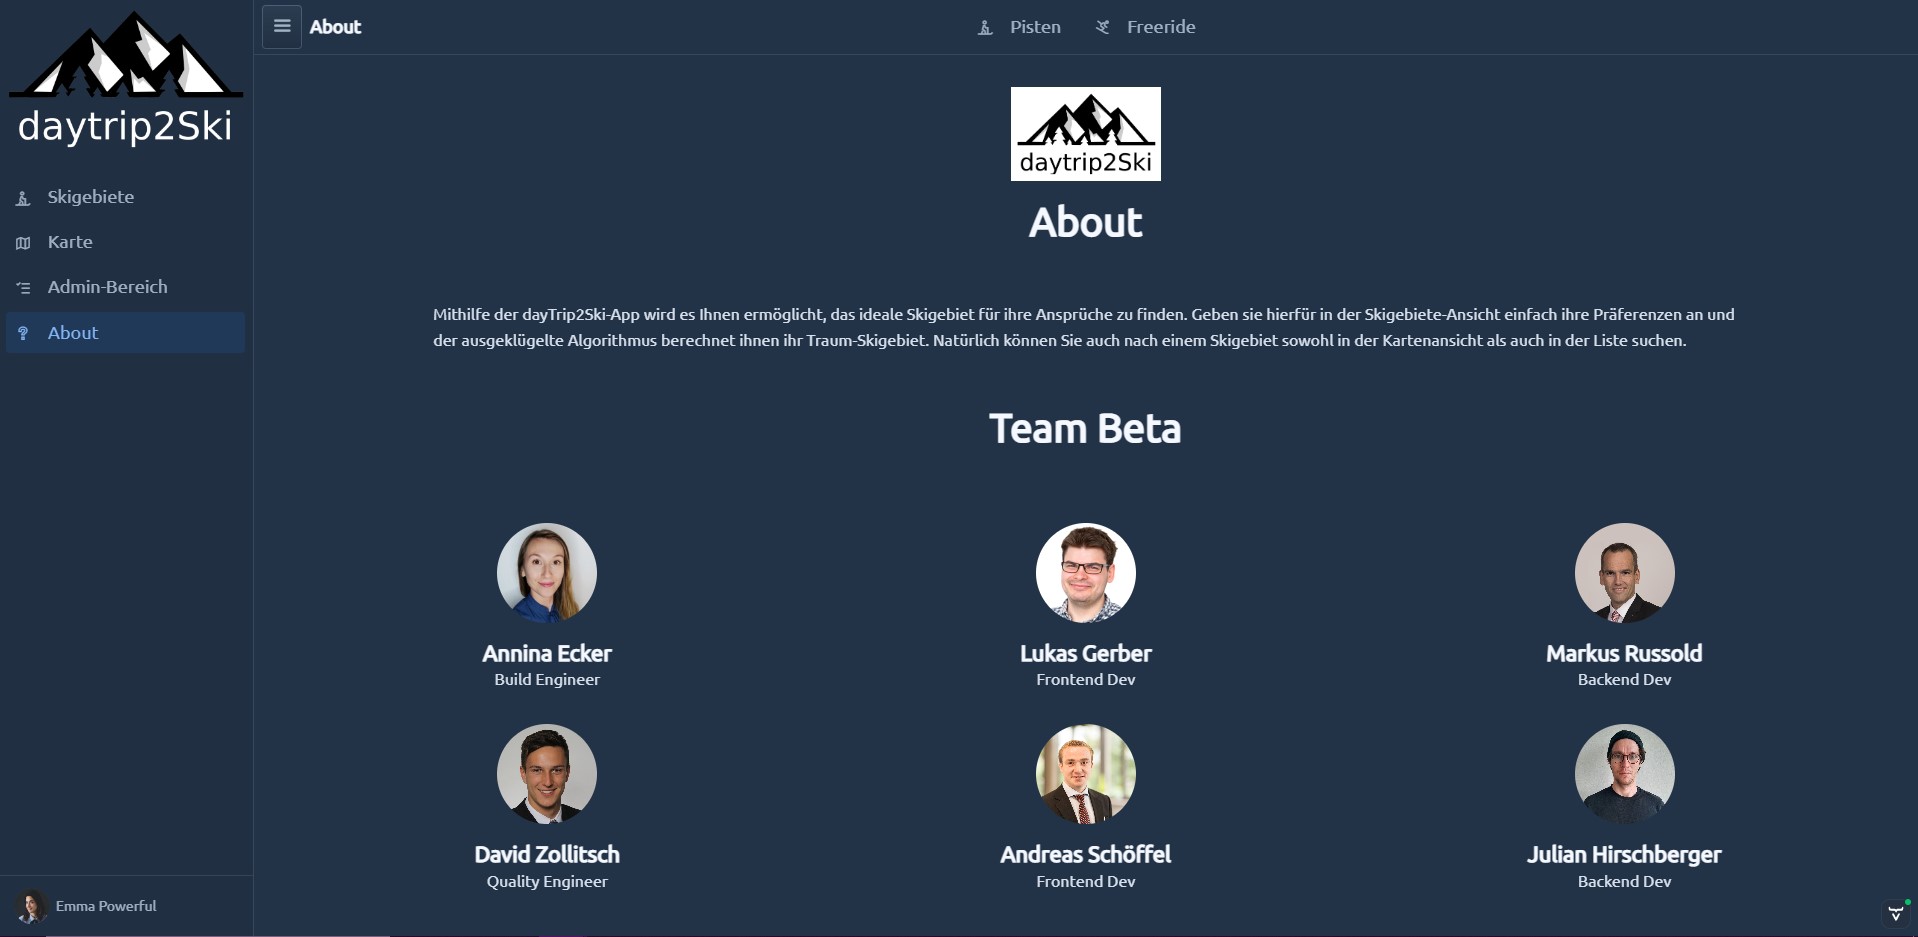 daytrip2Ski
Skigebiete
Karte
Admin-Bereich
About
Emma Powerful
About
Pisten
Freeride
daytrip2Ski
About
Mithilfe der dayTrip2Ski-App wird es Ihnen ermöglicht, das ideale Skigebiet für ihre Ansprüche zu finden. Geben sie hierfür in der Skigebiete-Ansicht einfach ihre Präferenzen an und
der ausgeklügelte Algorithmus berechnet ihnen ihr Traum-Skigebiet. Natürlich können Sie auch nach einem Skigebiet sowohl in der Kartenansicht als auch in der Liste suchen.
Team Beta
Annina Ecker
Build Engineer
Lukas Gerber
Frontend Dev
Markus Russold
Backend Dev
David Zollitsch
Quality Engineer
Andreas Schöffel
Frontend Dev
Julian Hirschberger
Backend Dev